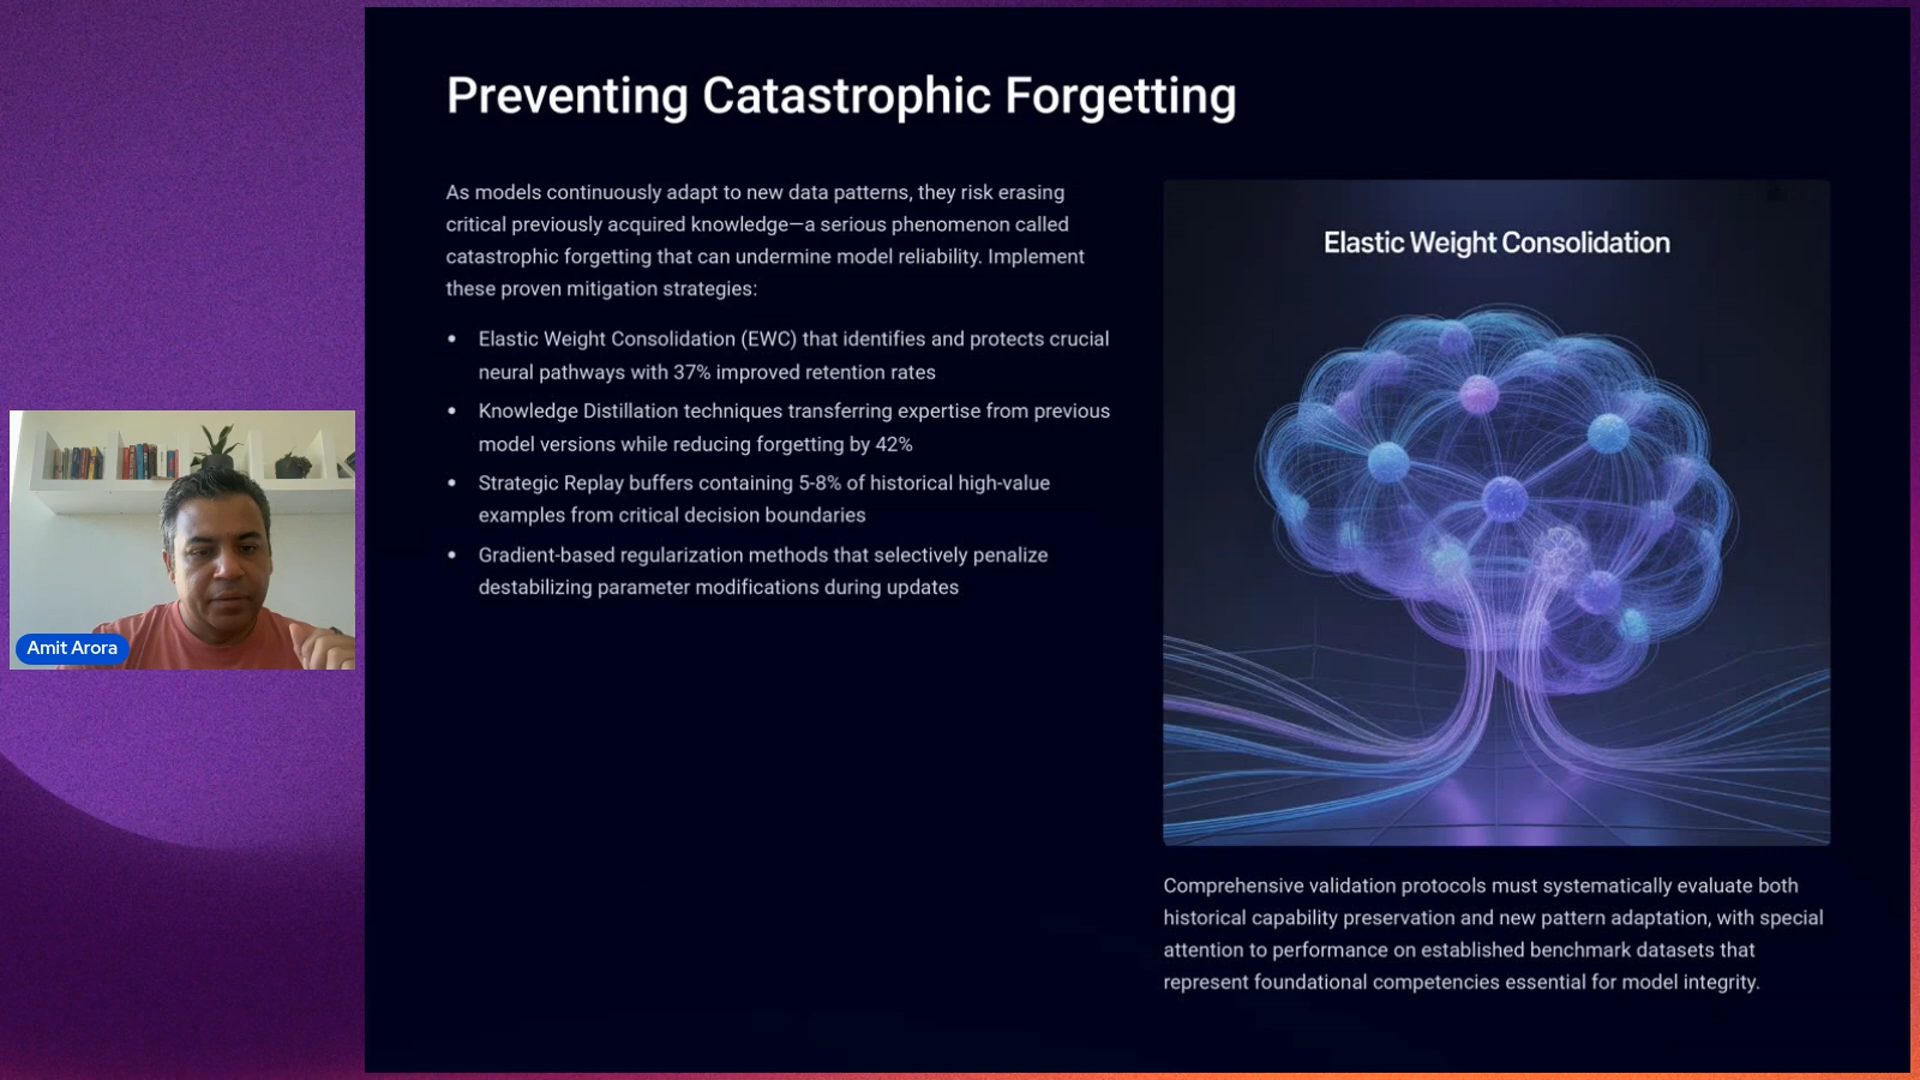 Preventing Catastrophic Forgetting
As models continuously adapt to new data patterns, they risk erasing
critical previously acquired knowledge—a serious phenomenon called
catastrophic forgetting that can undermine model reliability. Implement
these proven mitigation strategies:
• Elastic Weight Consolidation (EWC) that identifies and protects crucial
neural pathways with 37% improved retention rates
• Knowledge Distillation techniques transferring expertise from previous
model versions while reducing forgetting by 42%
• Strategic Replay buffers containing 5-8% of historical high-value
examples from critical decision boundaries
• Gradient-based regularization methods that selectively penalize
destabilizing parameter modifications during updates
Elastic Weight Consolidation
Comprehensive validation protocols must systematically evaluate both
historical capability preservation and new pattern adaptation, with special
attention to performance on established benchmark datasets that
represent foundational competencies essential for model integrity.
Amit Arora